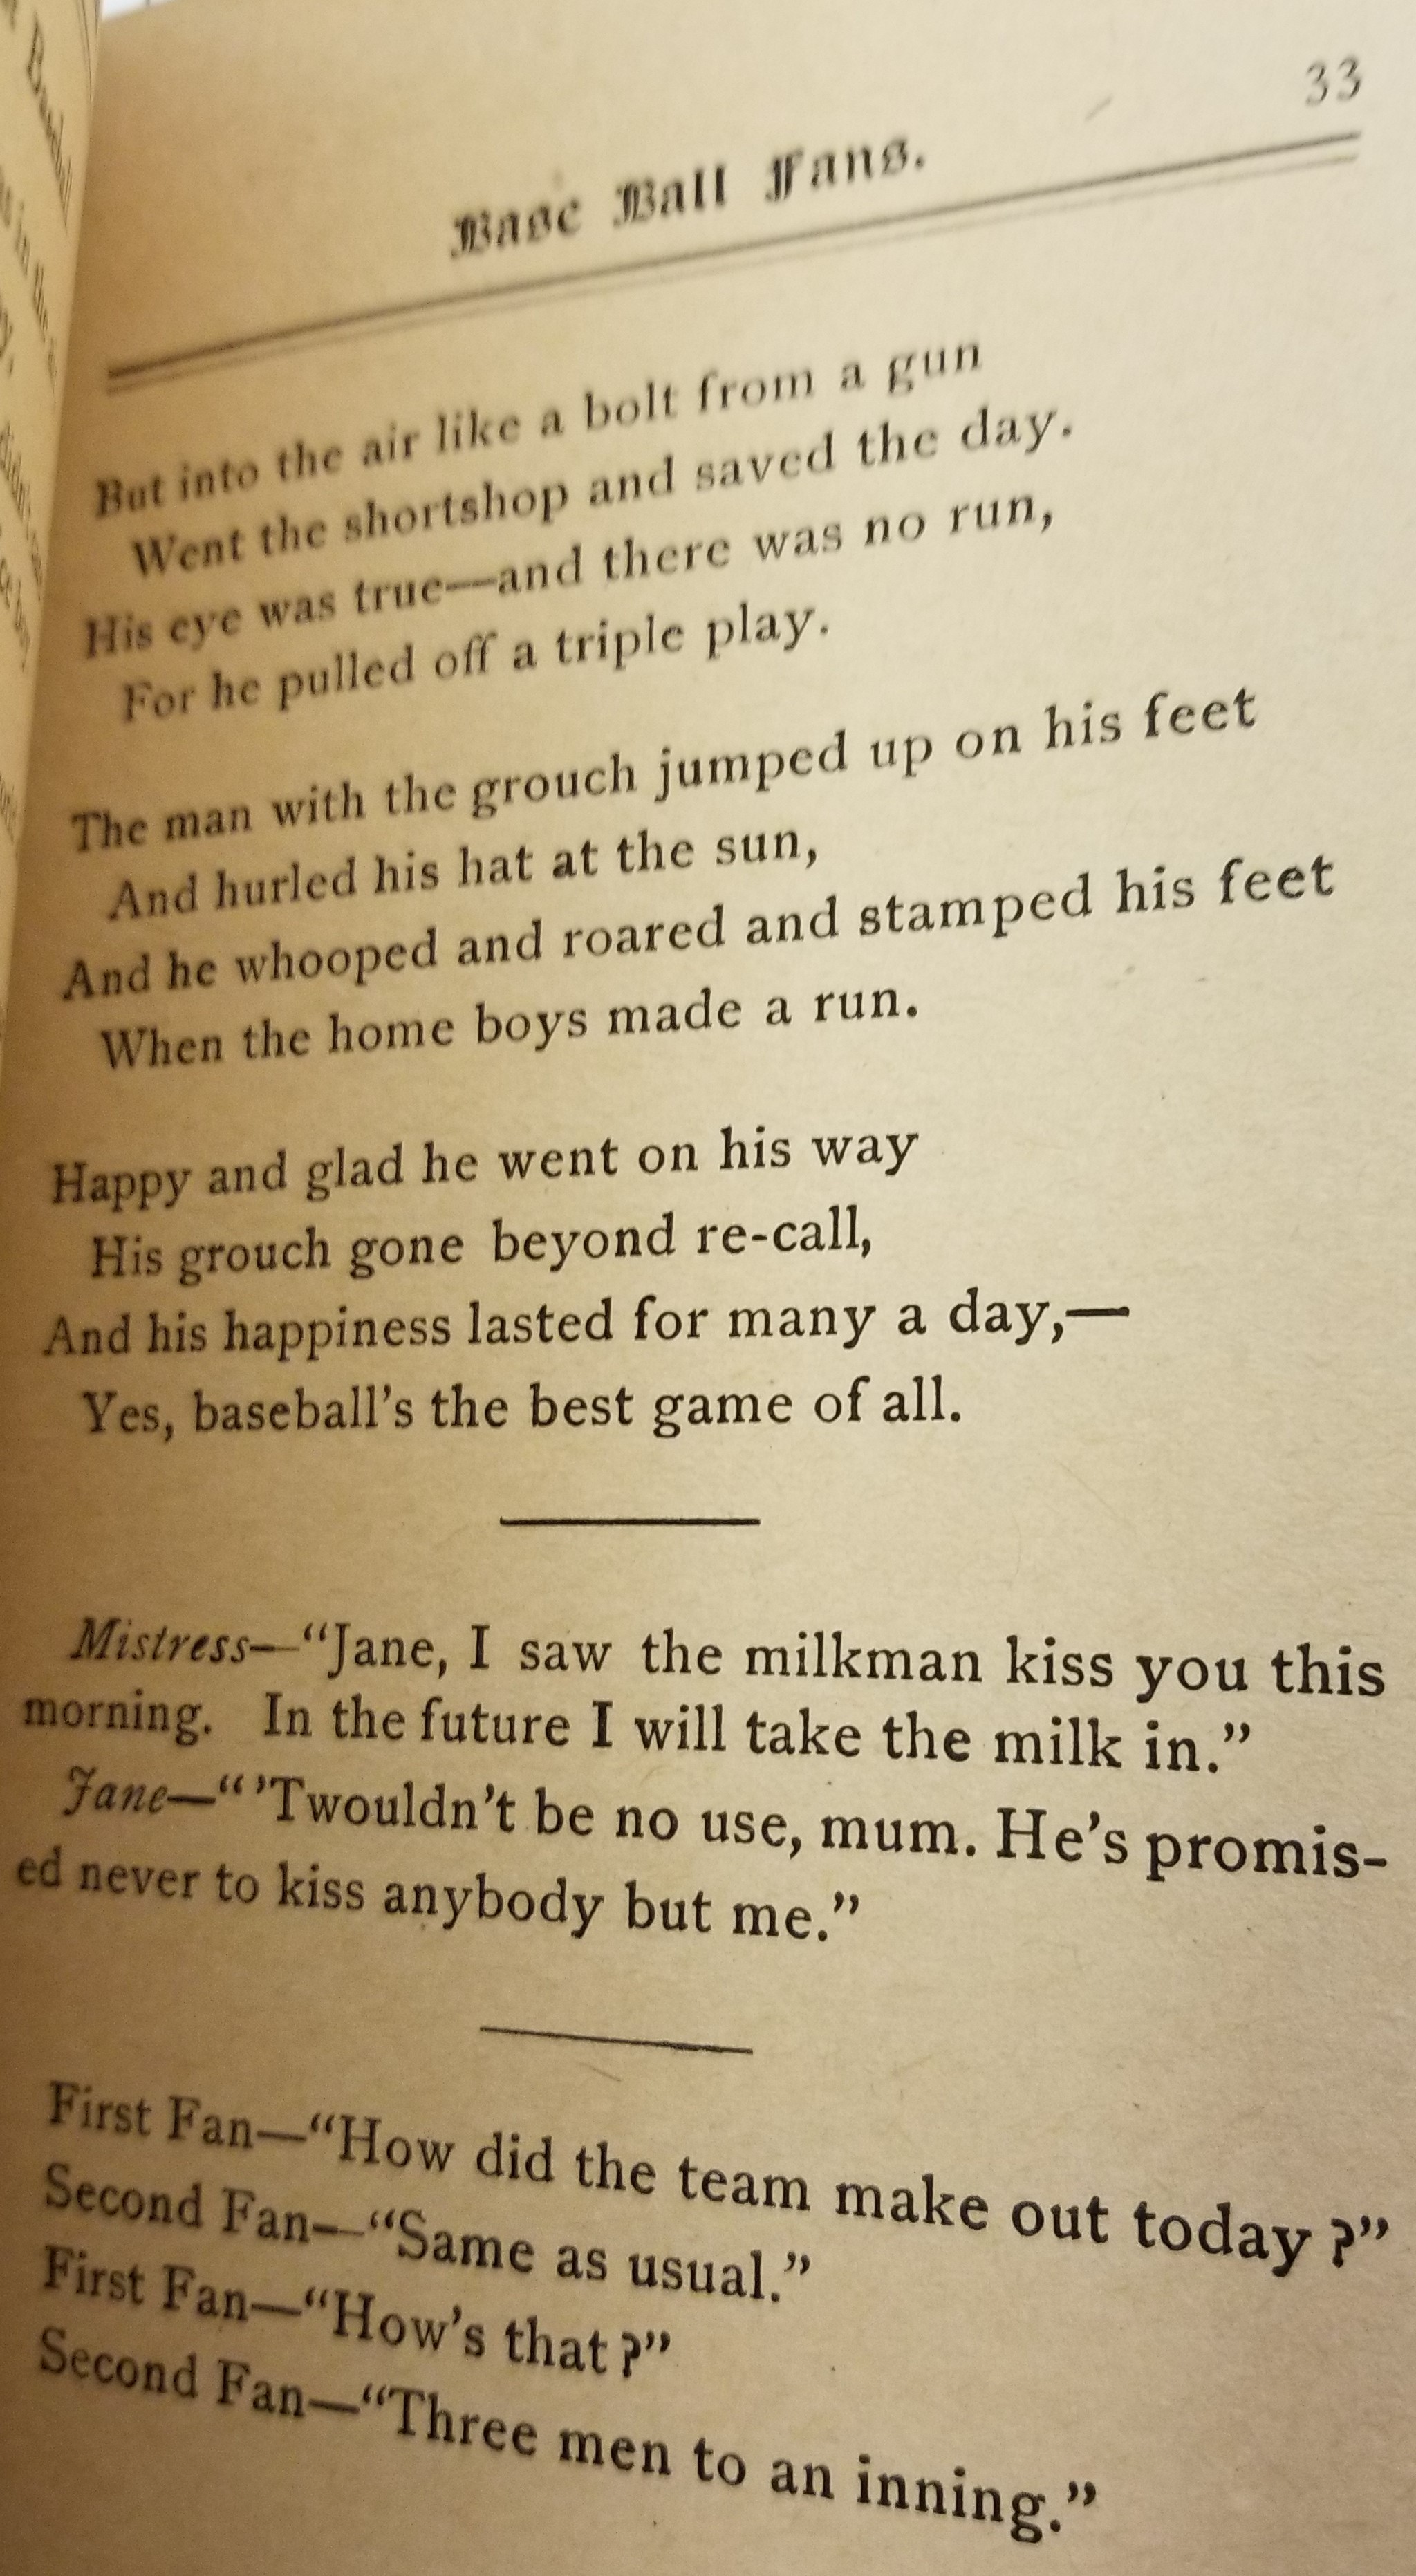 33
Base Ball Fans.
But into the air like a bolt from a gun
Went the shortshop and saved the day.
His eye was true—and there was no run,
For he pulled off a triple play.
The man with the grouch jumped up on his feet
And hurled his hat at the sun,
And he whooped and roared and stamped his feet
When the home boys made a run.
Happy and glad he went on his way
His grouch gone beyond re-call,
And his happiness lasted for many a day,—
Yes, baseball's the best game of all.
Mistress—“Jane, I saw the milkman kiss you this
morning. In the future I will take the milk in.”
Jane—“’Twouldn’t be no use, mum. He’s promis-
ed never to kiss anybody but me.”
First Fan—“How did the team make out today ?”
Second Fan—“Same as usual.”
First Fan—“How’s that ?”
Second Fan—“Three men to an inning.”